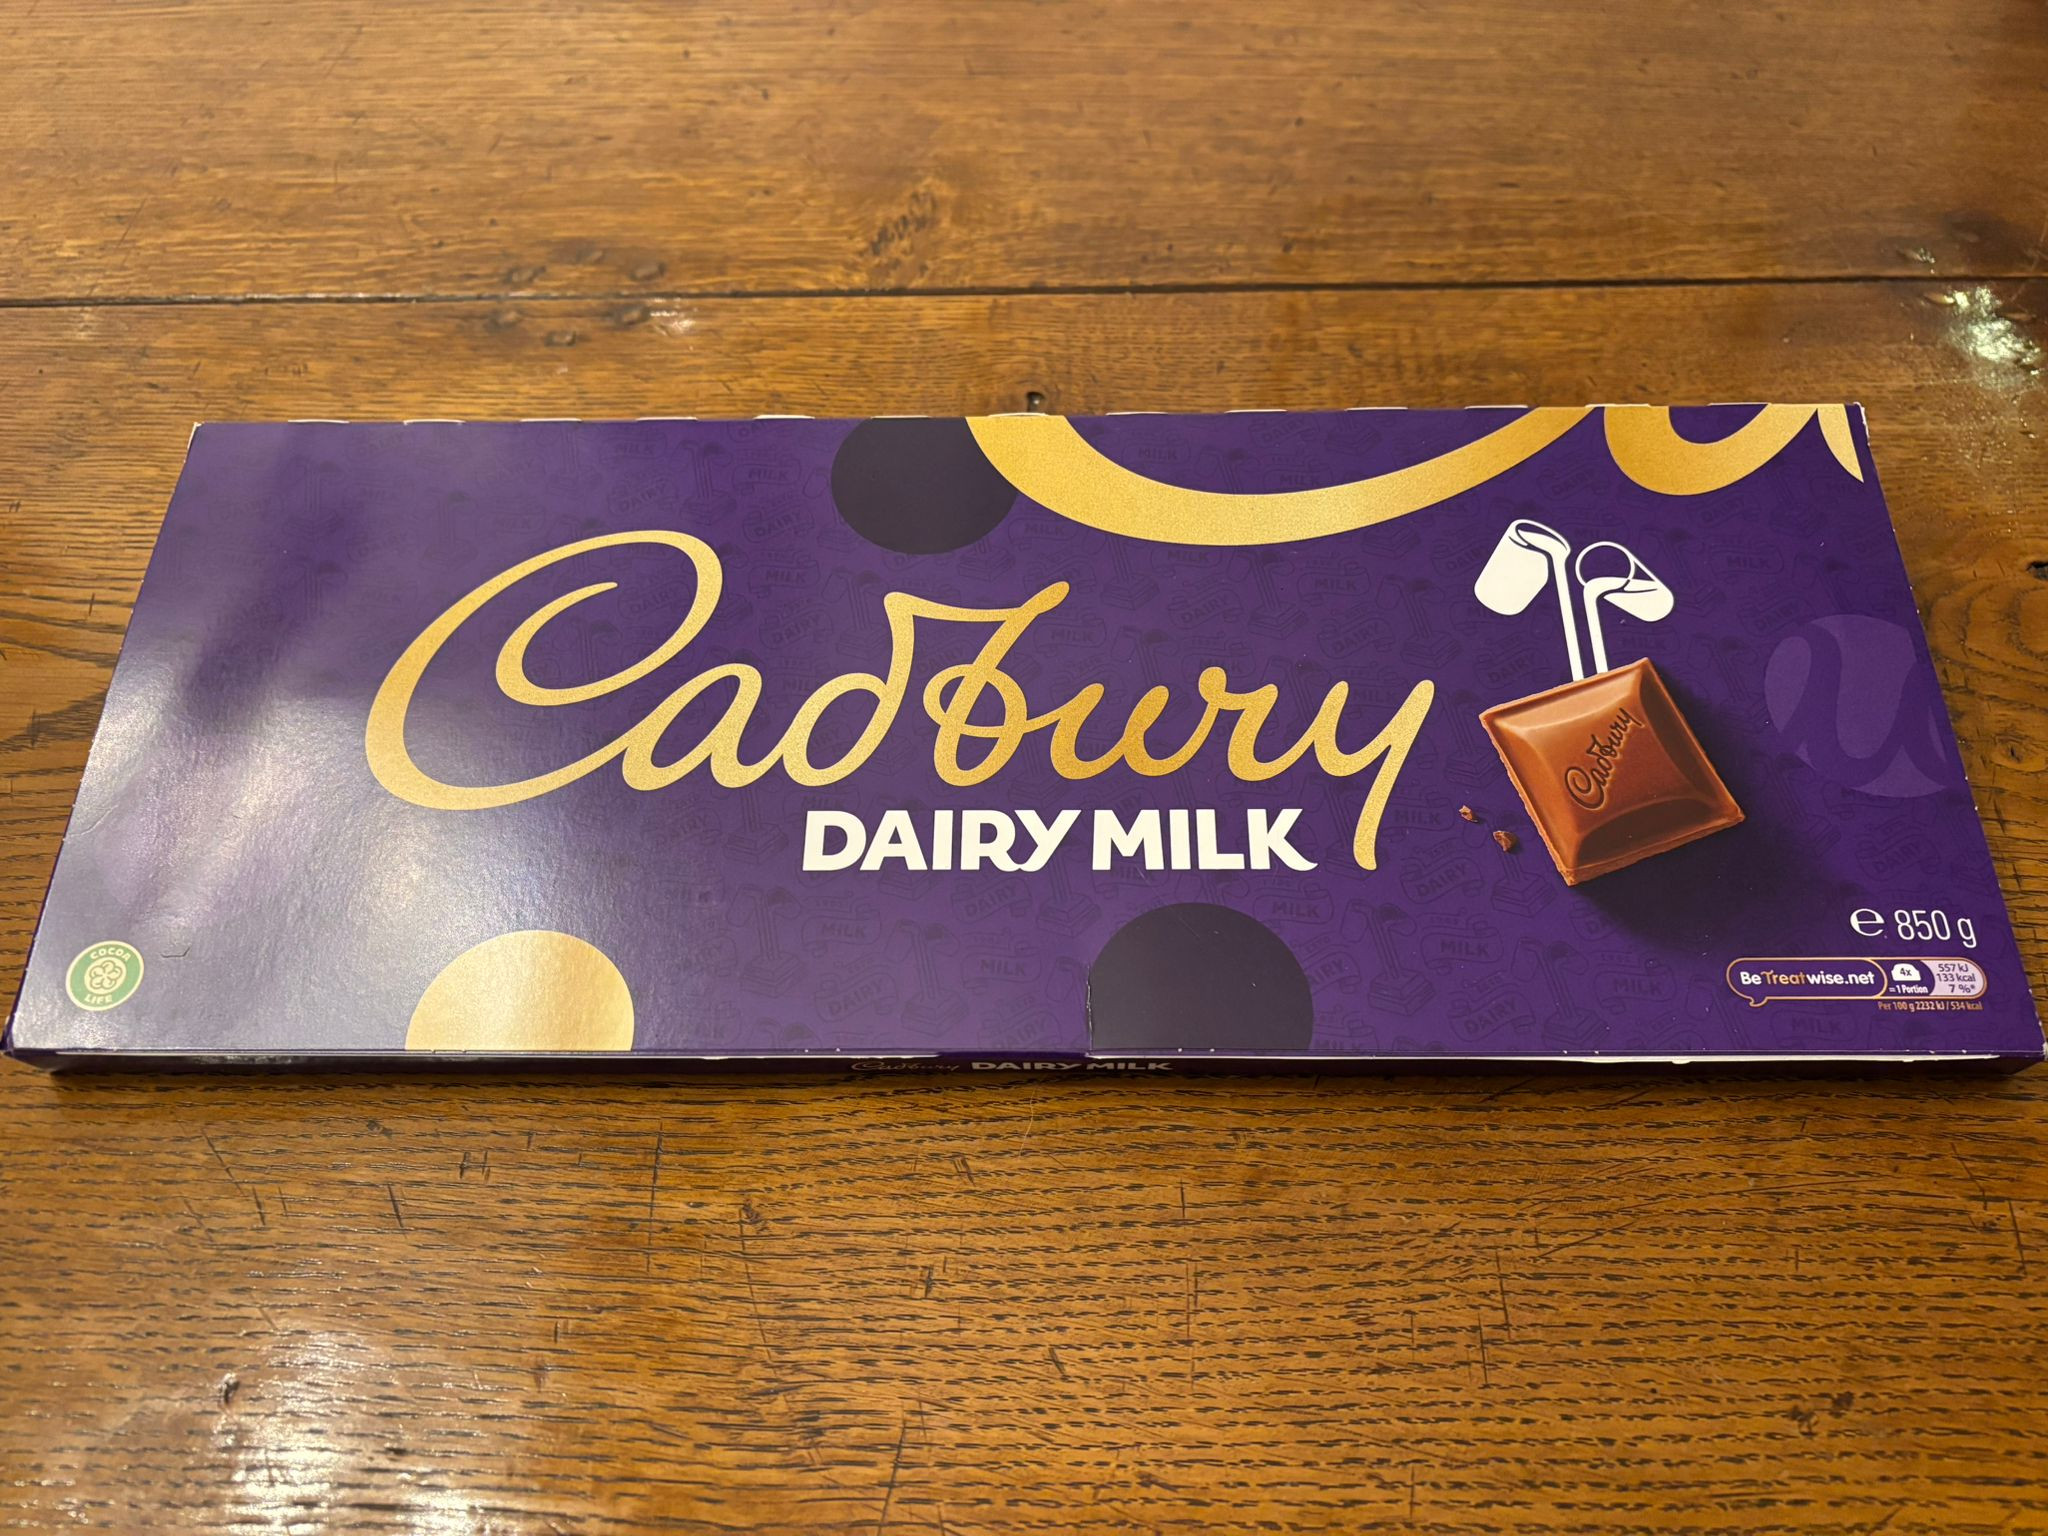 Cadbury
DAIRY MILK
Cadbury
e 850 g
COCOA
LIFE
BeTreatwise.net
4x
= 1 Portion
557 kJ
133 kcal
7 %*
Per 100 g 2232 kJ / 534 kcal
Cadbury DAIRY MILK